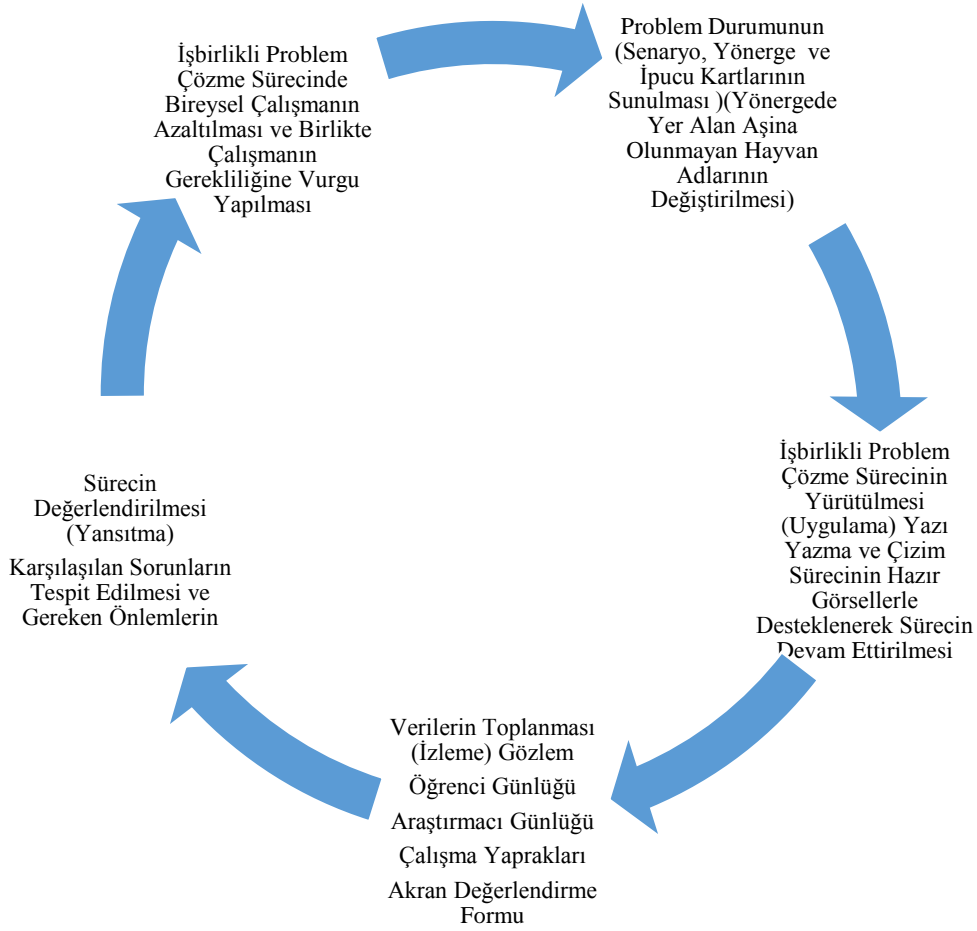 İşbirlikli Problem
Çözme Sürecinde
Bireysel Çalışmanın
Azaltılması ve Birlikte
Çalışmanın
Gerekliliğine Vurgu
Yapılması
Problem Durumunun
(Senaryo, Yönerge ve
İpucu Kartlarının
Sunulması )(Yönergede
Yer Alan Aşina
Olunmayan Hayvan
Adlarının
Değiştirilmesi)
İşbirlikli Problem
Çözme Sürecinin
Yürütülmesi
(Uygulama) Yazı
Yazma ve Çizim
Sürecinin Hazır
Görsellerle
Desteklenerek Sürecin
Devam Ettirilmesi
Verilerin Toplanması
(İzleme) Gözlem
Öğrenci Günlüğü
Araştırmacı Günlüğü
Çalışma Yaprakları
Akran Değerlendirme
Formu
Sürecin
Değerlendirilmesi
(Yansıtma)
Karşılaşılan Sorunların
Tespit Edilmesi ve
Gereken Önlemlerin